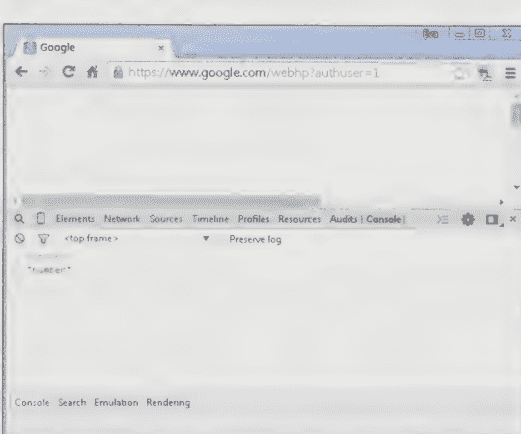 Google ×
https://www.google.com/webhp?authuser=1
Elements Network Sources Timeline Profiles Resources Audits Console
<top frame> Preserve log
"number"
Console Search Emulation Rendering